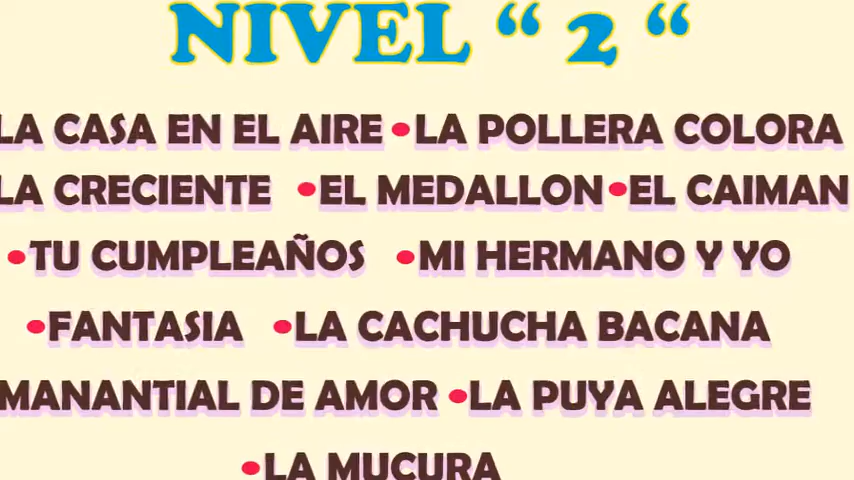 NIVEL “ 2 “
LA CASA EN EL AIRE •LA POLLERA COLORA
LA CRECIENTE •EL MEDALLON•EL CAIMAN
•TU CUMPLEAÑOS •MI HERMANO Y YO
•FANTASIA •LA CACHUCHA BACANA
MANANTIAL DE AMOR •LA PUYA ALEGRE
•LA MUCURA